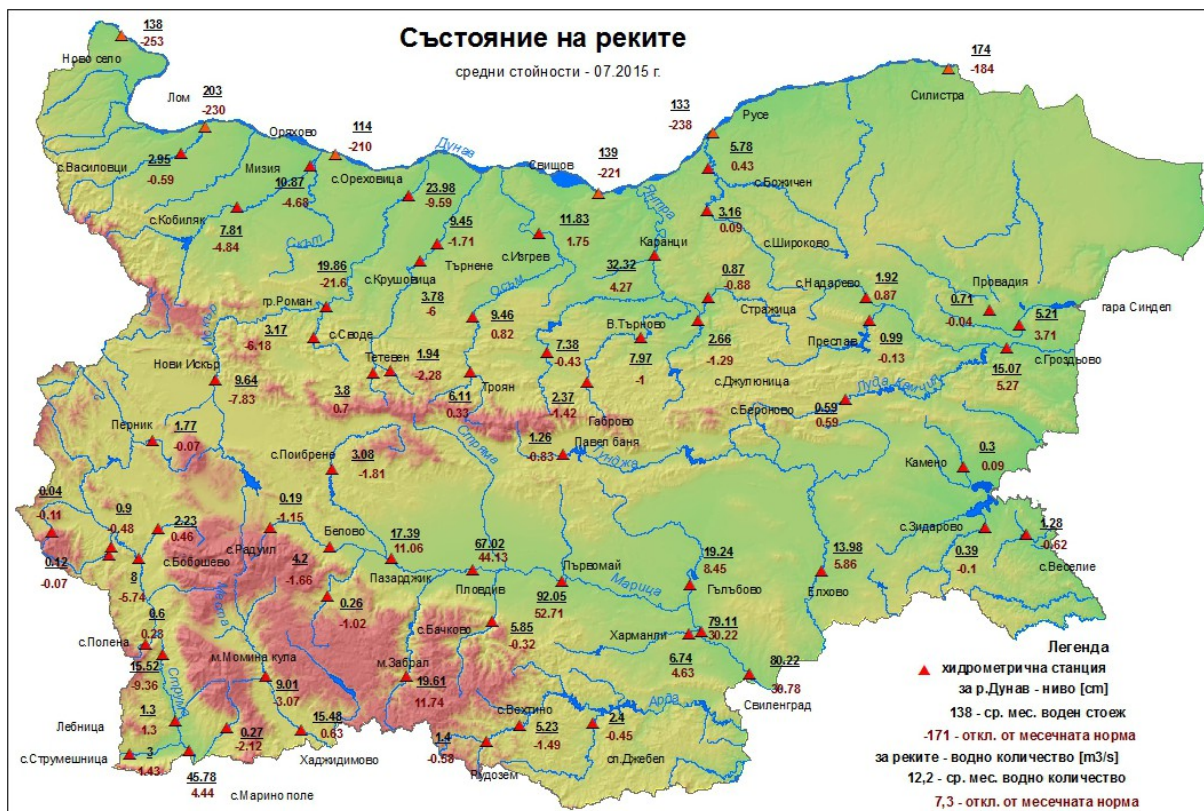 Състояние на реките
средни стойности - 07.2015 г.
138
-253
Ново село
174
-184
Силистра
Лом
203
-230
Оряхово
114
-210
Дунав
Свищов
139
-221
133
-238
Русе
с.Василовци
2.95
-0.59
Мизия
10.87
-4.68
с.Ореховица
23.98
-9.59
5.78
0.43
с.Божичен
Янтра
с.Кобиляк
7.81
-4.84
Скът
9.45
-1.71
Търнене
с.Крушовица
с.Изгрев
11.83
1.75
Каранци
32.32
4.27
3.16
0.09
с.Широково
19.86
-21.6
гр.Роман
3.78
-6
Осъм
9.46
0.82
0.87
-0.88
Стражица
с.Надарево
1.92
0.87
Провадия
0.71
-0.04
гара Синдел
5.21
3.71
3.17
-6.18
с.Своде
Тетевен
1.94
-2.28
7.38
-0.43
В.Търново
7.97
-1
2.66
-1.29
с.Джулюница
Преслав
0.99
-0.13
с.Гроздьово
15.07
5.27
Нови Искър
9.64
-7.83
3.8
0.7
Троян
6.11
0.33
2.37
-1.42
Габрово
с.Бероново
0.59
0.59
Луда Камчия
Перник
1.77
-0.07
с.Поибрене
3.08
-1.81
Стряма
1.26
-0.83
Павел баня
Тунджа
0.3
0.09
Камено
0.04
-0.11
0.12
-0.07
0.9
-0.48
2.23
0.46
с.Бобошево
8
-5.74
0.19
-1.15
с.Радуил
Белово
4.2
-1.66
17.39
11.06
Пазарджик
67.02
44.13
Пловдив
Първомай
92.05
52.71
Марица
19.24
8.45
Гълъбово
13.98
5.86
Елхово
с.Зидарово
0.39
-0.1
1.28
-0.62
с.Веселие
0.26
-1.02
Места
с.Бачково
5.85
-0.32
Харманли
79.11
30.22
6.74
4.63
80.22
30.78
Свиленград
0.6
0.28
с.Полена
15.52
-9.36
Струма
м.Момина кула
9.01
-3.07
м.Забрал
19.61
11.74
Арда
Лебница
1.3
1.3
0.27
-2.12
15.48
0.63
Хаджидимово
с.Вехтино
5.23
-1.49
2.4
-0.45
сп.Джебел
1.4
-0.58
Рудозем
с.Струмешница
3
45.78
4.44
с.Марино поле
Легенда
хидрометрична станция
за р.Дунав - ниво [cm]
138 - ср. мес. воден стоеж
-171 - откл. от месечната норма
за реките - водно количество [m3/s]
12,2 - ср. мес. водно количество
7,3 - откл. от месечната норма